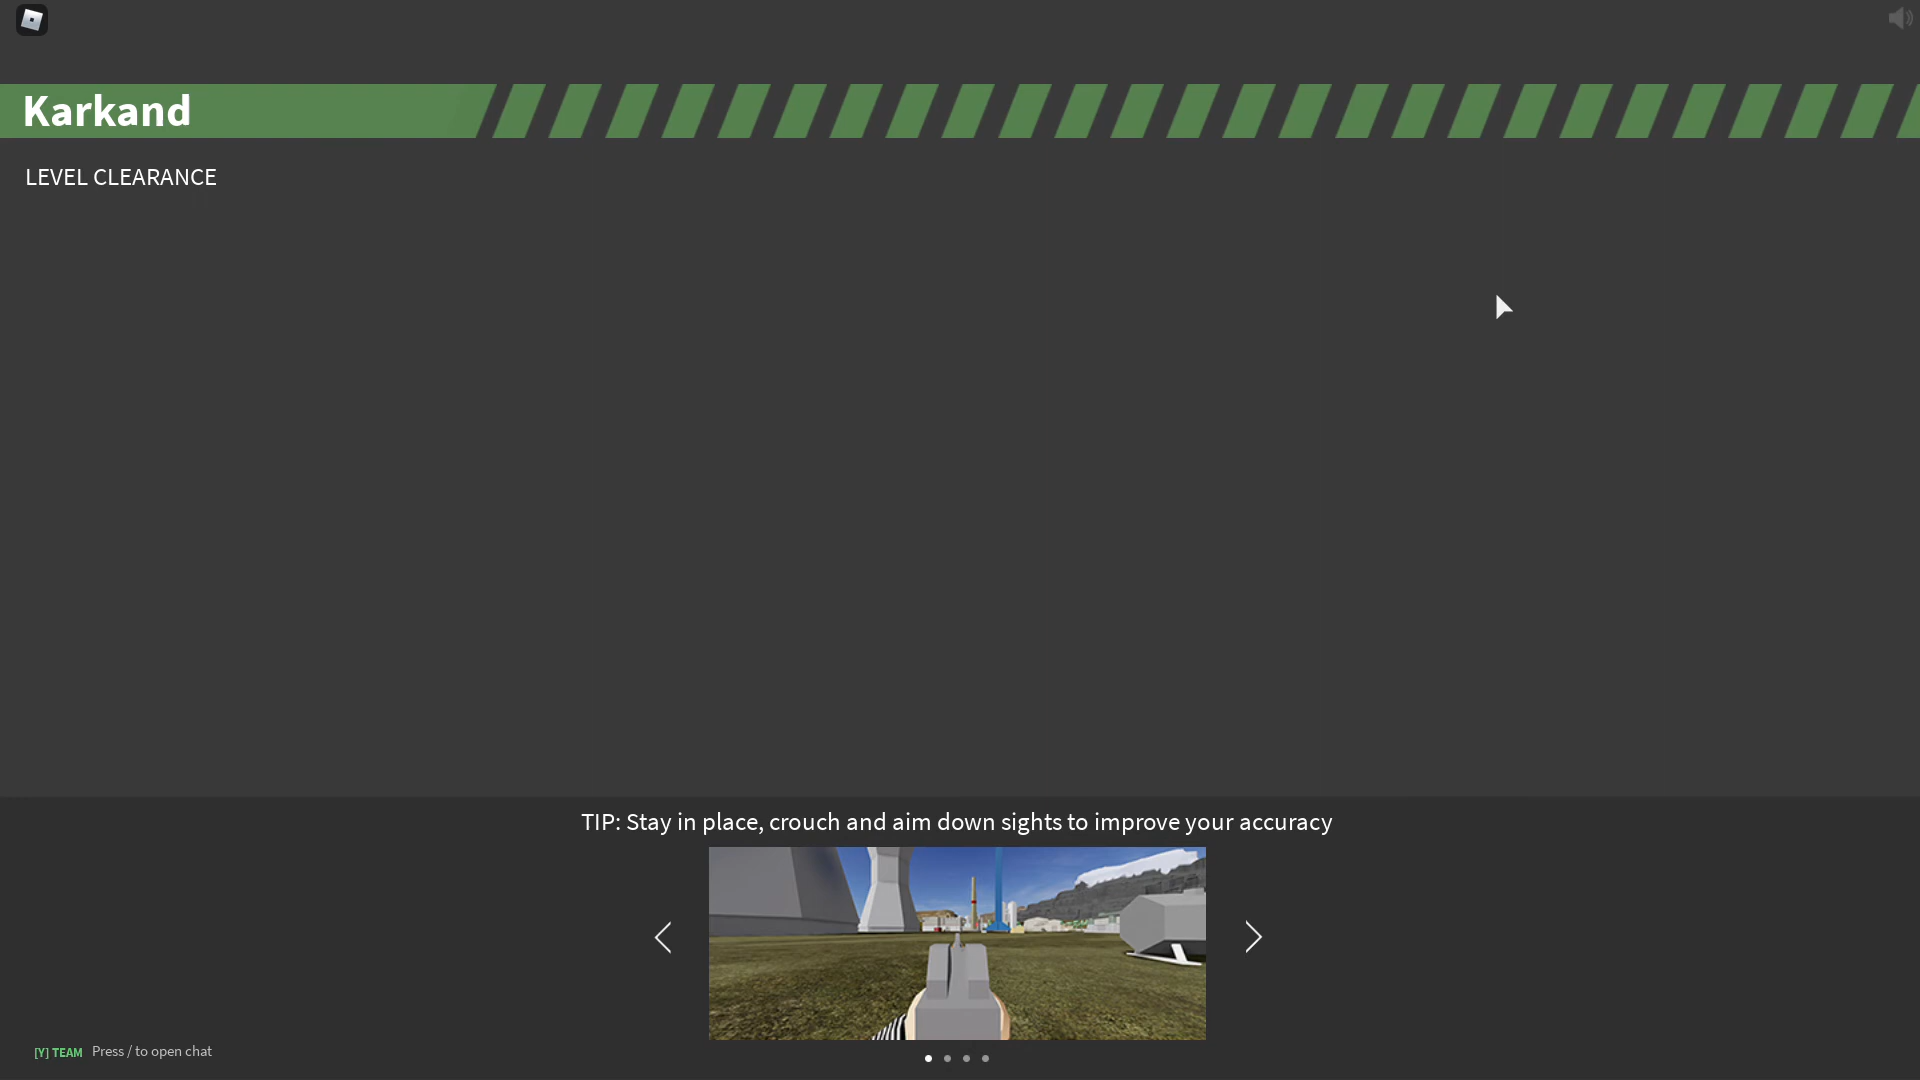 Karkand
LEVEL CLEARANCE
TIP: Stay in place, crouch and aim down sights to improve your accuracy
[Y] TEAM Press / to open chat